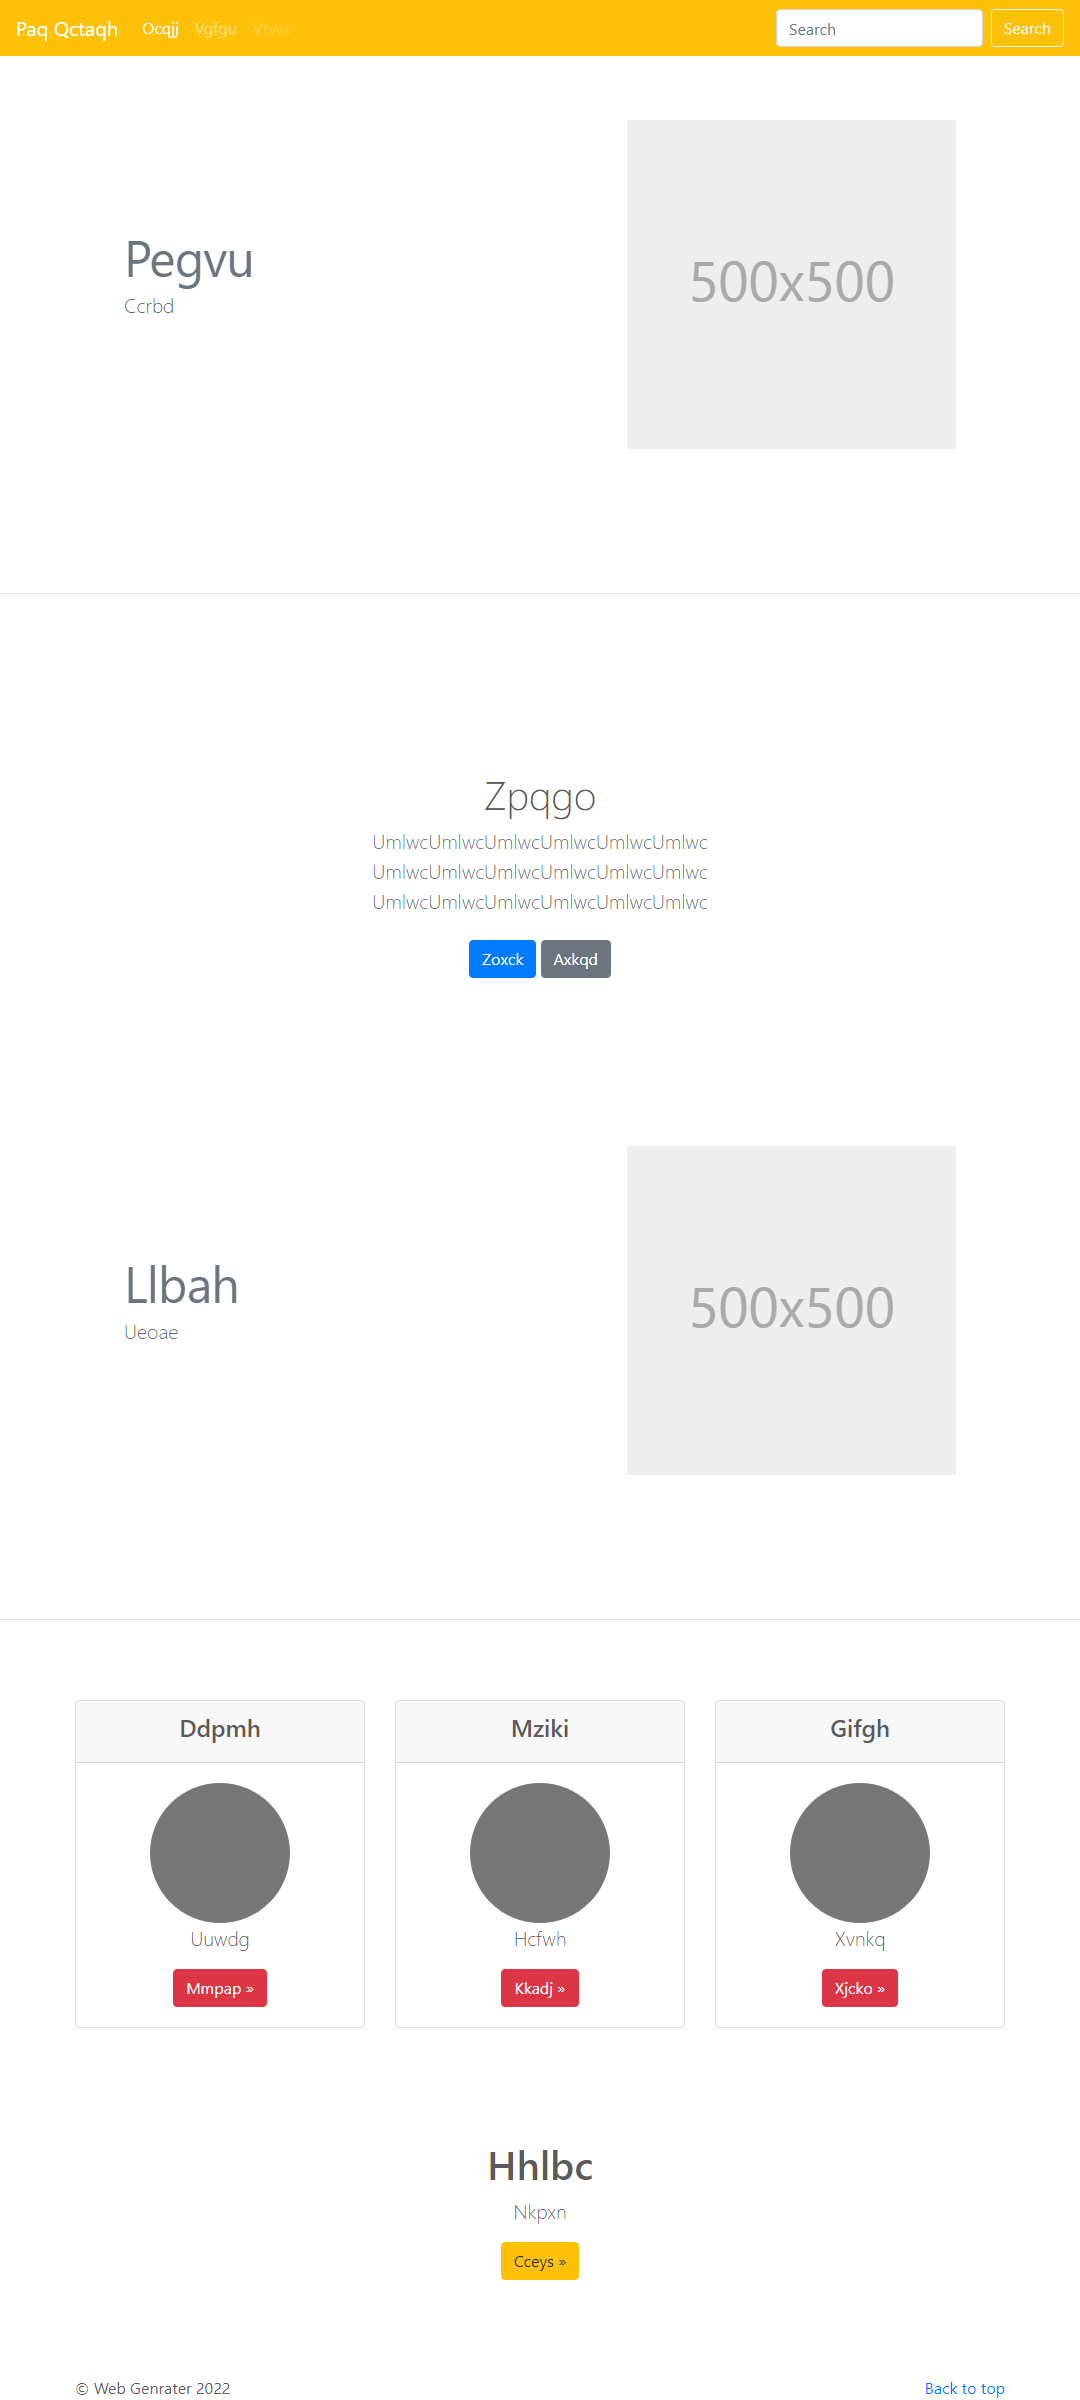 Paq Qctaqh Ocqjj Vgfgu Vtyvz Search Search
Pegvu
Ccrbd
500x500
Zpqgo
UmlwcUmlwcUmlwcUmlwcUmlwcUmlwc
UmlwcUmlwcUmlwcUmlwcUmlwcUmlwc
UmlwcUmlwcUmlwcUmlwcUmlwcUmlwc
Zoxck Axkqd
Llbah
Ueoae
500x500
Ddpmh Mziki Gifgh
Uuwdg Hcfwh Xvnkq
Mmpap » Kkadj » Xjcko »
Hhlbc
Nkpxn
Cceys »
© Web Genrater 2022 Back to top